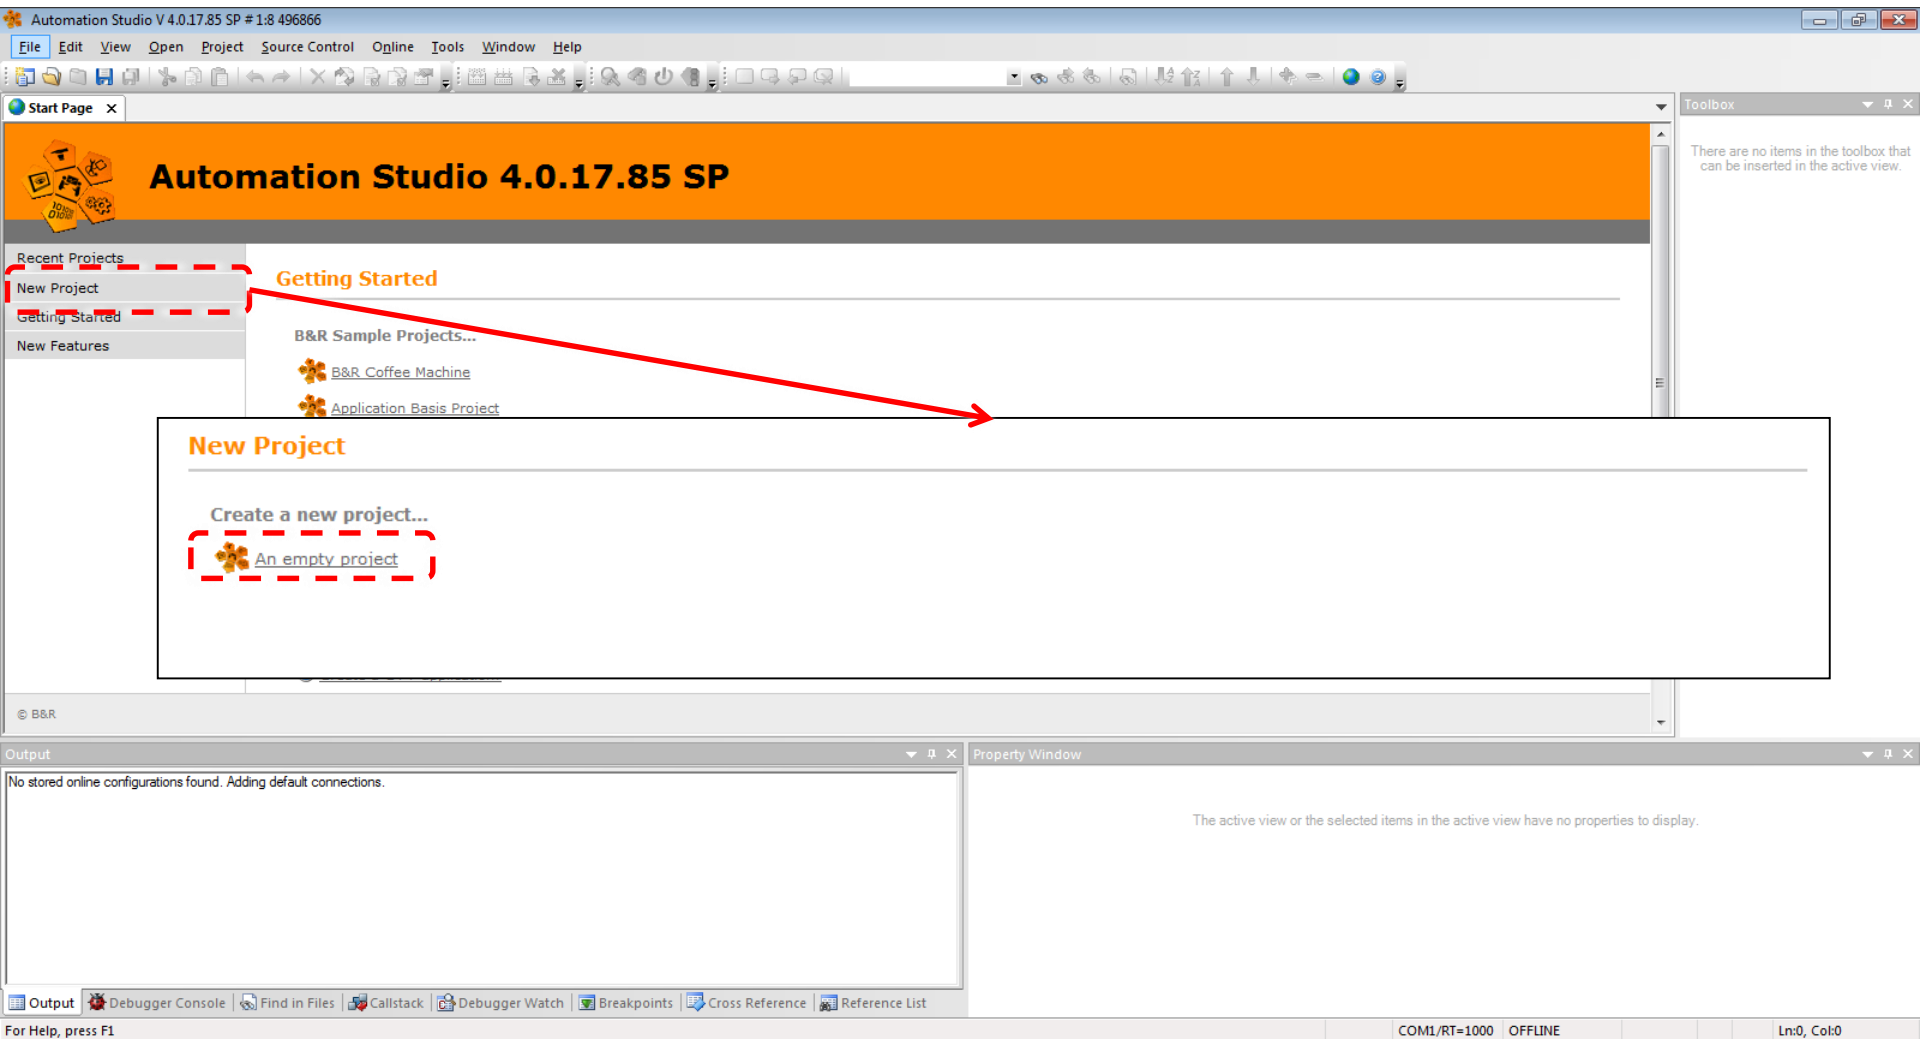 Automation Studio V 4.0.17.85 SP # 1:8 496866
File Edit View Open Project Source Control Online Tools Window Help
Start Page
Toolbox
There are no items in the toolbox that
can be inserted in the active view.
Automation Studio 4.0.17.85 SP
Recent Projects
New Project
Getting Started
New Features
Getting Started
B&R Sample Projects...
B&R Coffee Machine
Application Basis Project
New Project
Create a new project...
An empty project
© B&R
Output
No stored online configurations found. Adding default connections.
Property Window
The active view or the selected items in the active view have no properties to display.
Output Debugger Console Find in Files Callstack Debugger Watch Breakpoints Cross Reference Reference List
For Help, press F1
COM1/RT=1000 OFFLINE Ln:0, Col:0